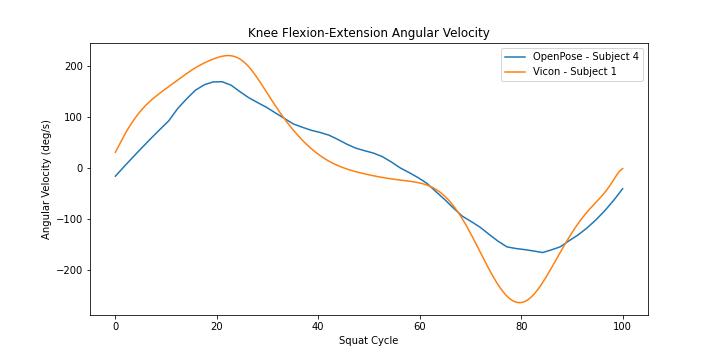 Knee Flexion-Extension Angular Velocity
OpenPose - Subject 4
Vicon - Subject 1
Angular Velocity (deg/s)
200
100
0
−100
−200
0 20 40 60 80 100
Squat Cycle